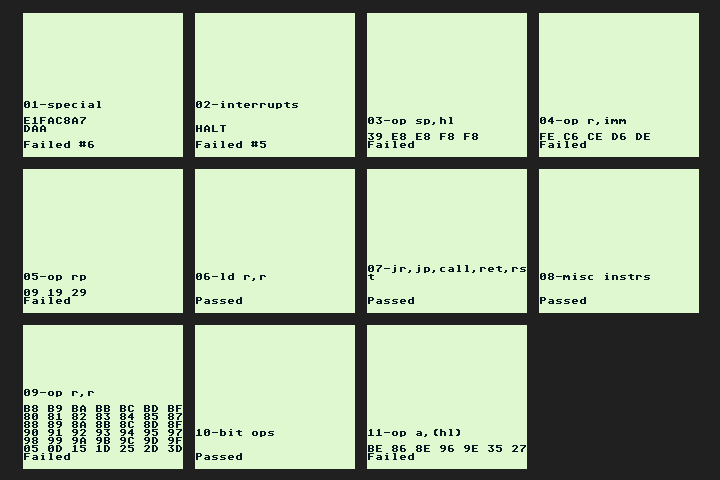 01-special
E1FAC8A7
DAA
Failed #6
02-interrupts
HALT
Failed #5
03-op sp,hl
39 E8 E8 F8 F8
Failed
04-op r,imm
FE C6 CE D6 DE
Failed
05-op rp
09 19 29
Failed
06-ld r,r
Passed
07-jr,jp,call,ret,rs
t
Passed
08-misc instrs
Passed
09-op r,r
B8 B9 BA BB BC BD BF
80 81 82 83 84 85 87
88 89 8A 8B 8C 8D 8F
90 91 92 93 94 95 97
98 99 9A 9B 9C 9D 9F
05 0D 15 1D 25 2D 3D
Failed
10-bit ops
Passed
11-op a,(hl)
BE 86 8E 96 9E 35 27
Failed